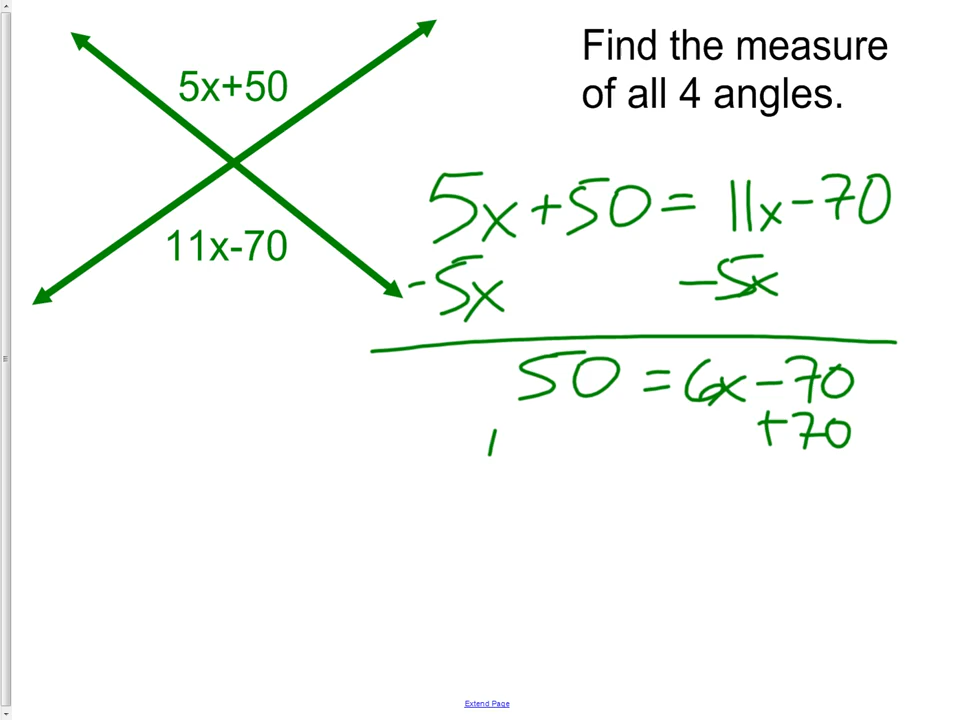 Find the measure
of all 4 angles.
5x+50
11x-70
5x+50= 11x-70
-5x -5x
50 = 6x-70
+70
Extend Page